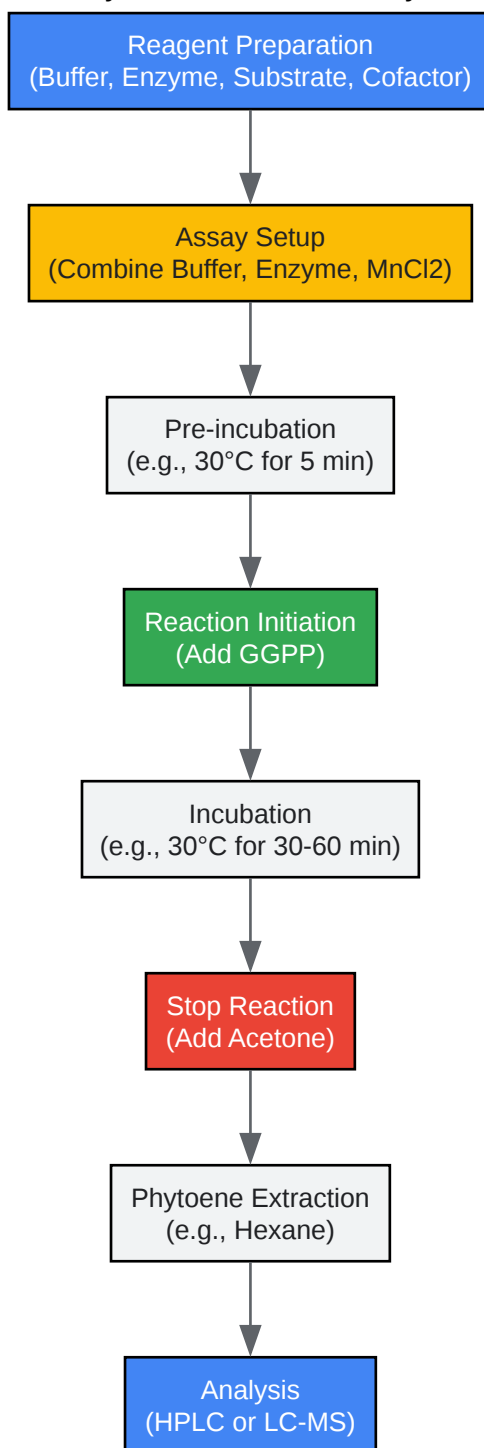 Reagent Preparation
(Buffer, Enzyme, Substrate, Cofactor)
Assay Setup
(Combine Buffer, Enzyme, MnCl2)
Pre-incubation
(e.g., 30°C for 5 min)
Reaction Initiation
(Add GGPP)
Incubation
(e.g., 30°C for 30-60 min)
Stop Reaction
(Add Acetone)
Phytoene Extraction
(e.g., Hexane)
Analysis
(HPLC or LC-MS)